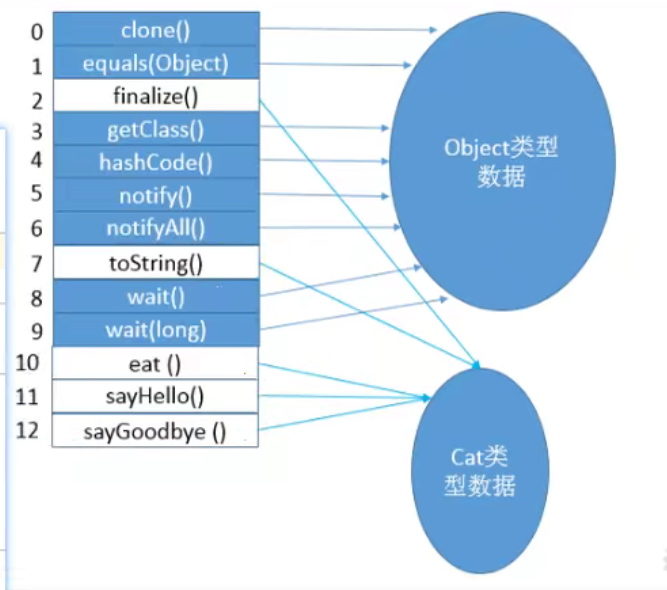 0 clone()
1 equals(Object)
2 finalize()
3 getClass()
4 hashCode()
5 notify()
6 notifyAll()
7 toString()
8 wait()
9 wait(long)
10 eat ()
11 sayHello()
12 sayGoodbye ()
Object类型
数据
Cat类
型数据